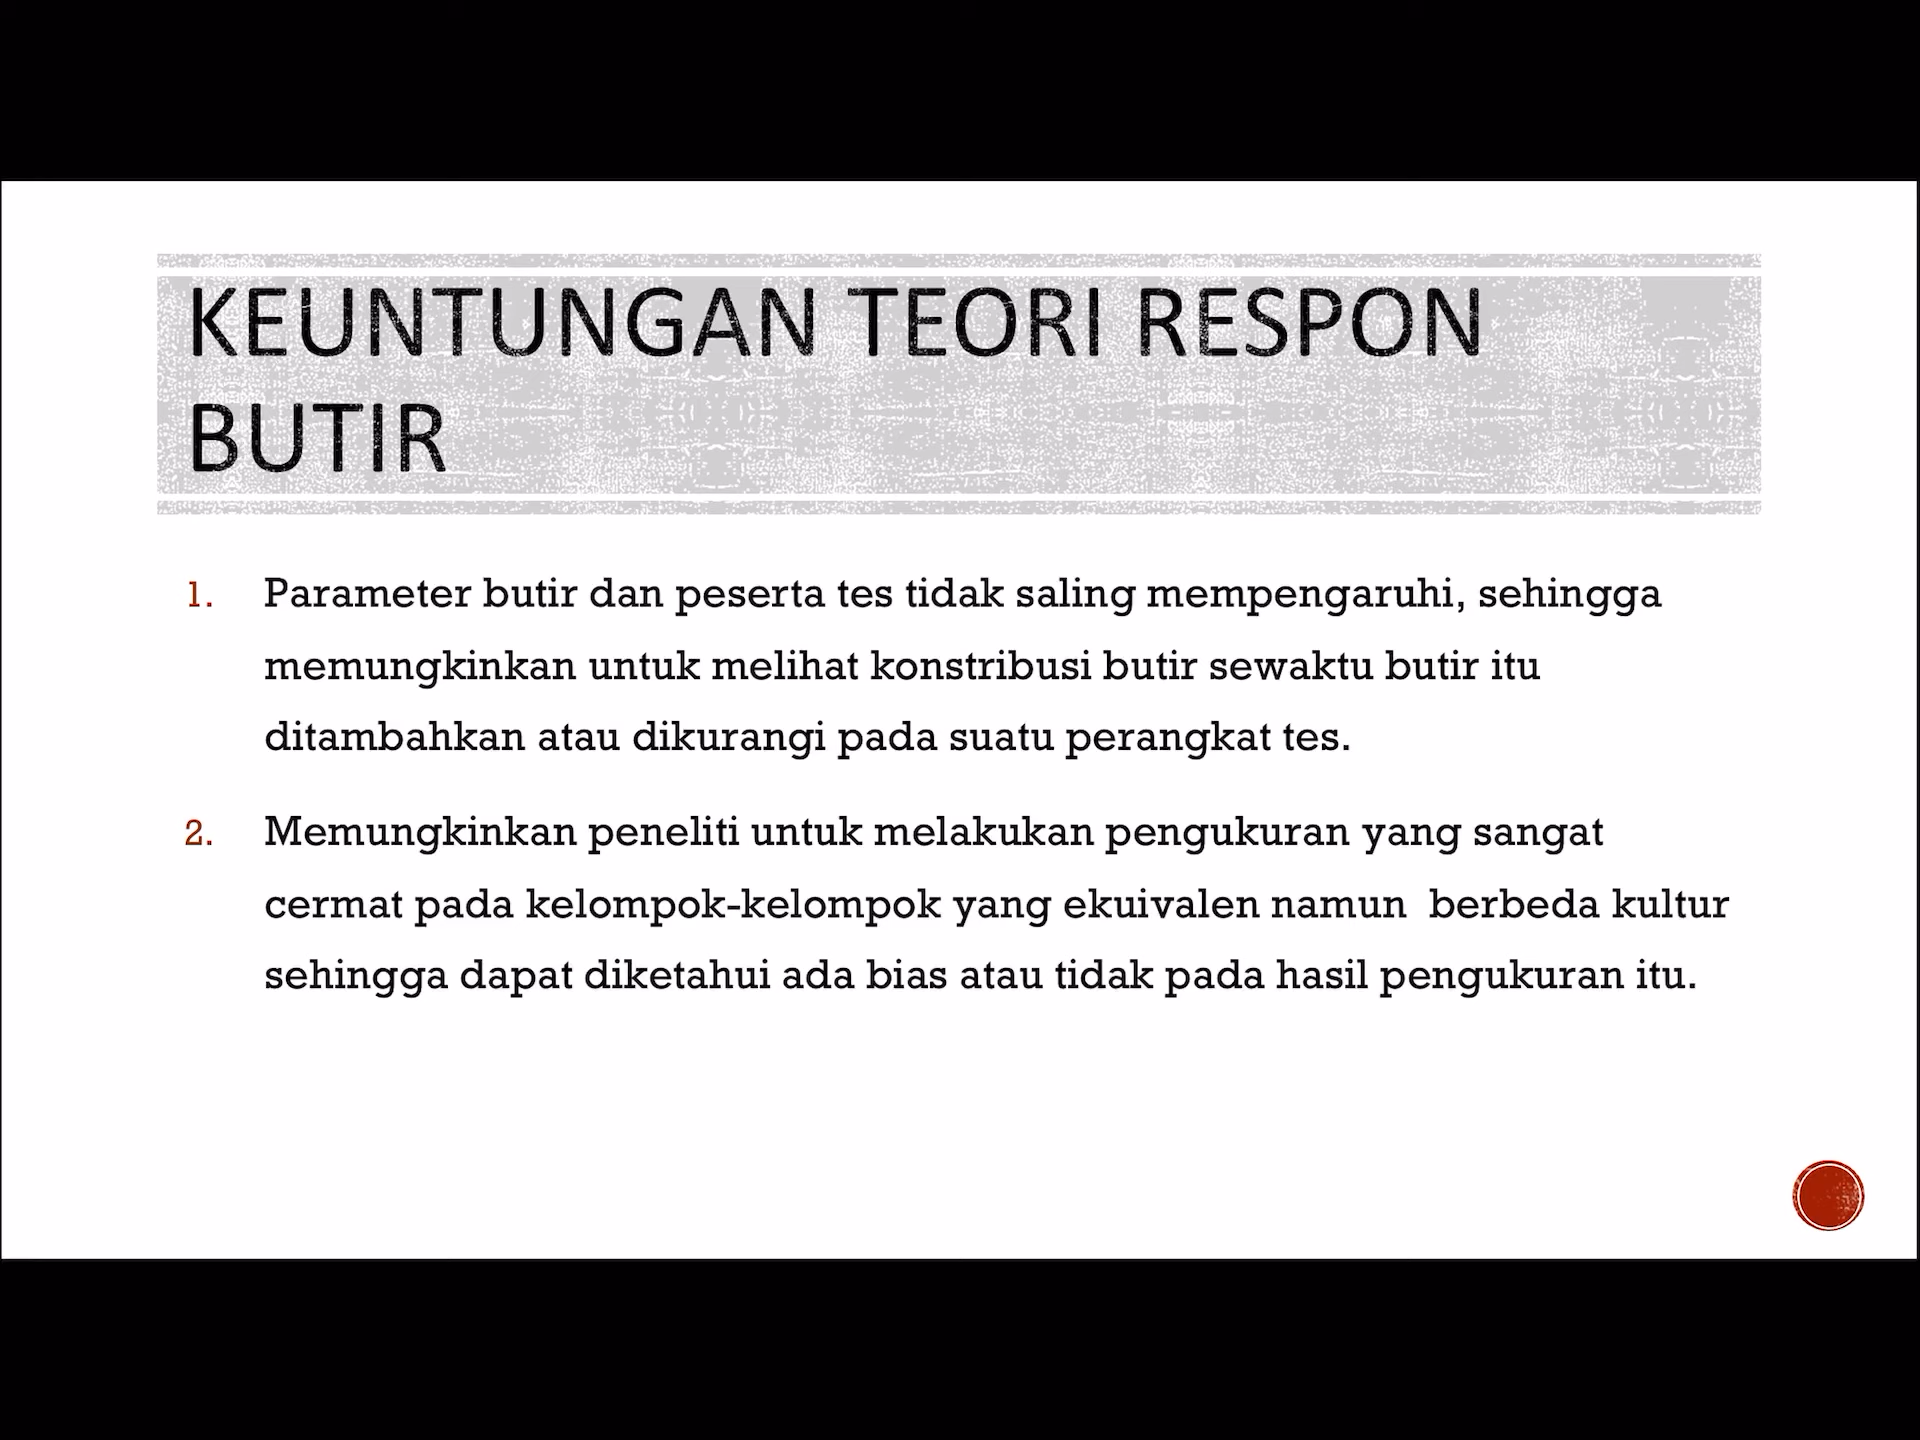 KEUNTUNGAN TEORI RESPON
BUTIR
1. Parameter butir dan peserta tes tidak saling mempengaruhi, sehingga
memungkinkan untuk melihat konstribusi butir sewaktu butir itu
ditambahkan atau dikurangi pada suatu perangkat tes.
2. Memungkinkan peneliti untuk melakukan pengukuran yang sangat
cermat pada kelompok-kelompok yang ekuivalen namun  berbeda kultur
sehingga dapat diketahui ada bias atau tidak pada hasil pengukuran itu.